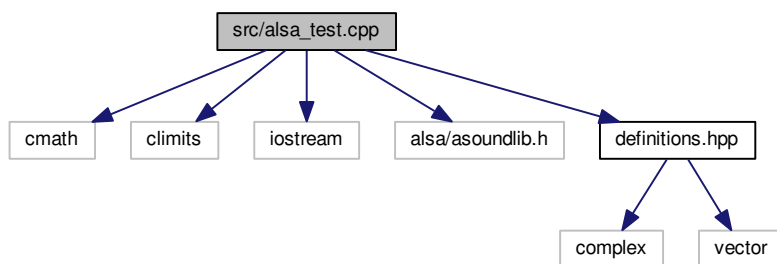 src/alsa_test.cpp
cmath
climits
iostream
alsa/asoundlib.h
definitions.hpp
complex
vector